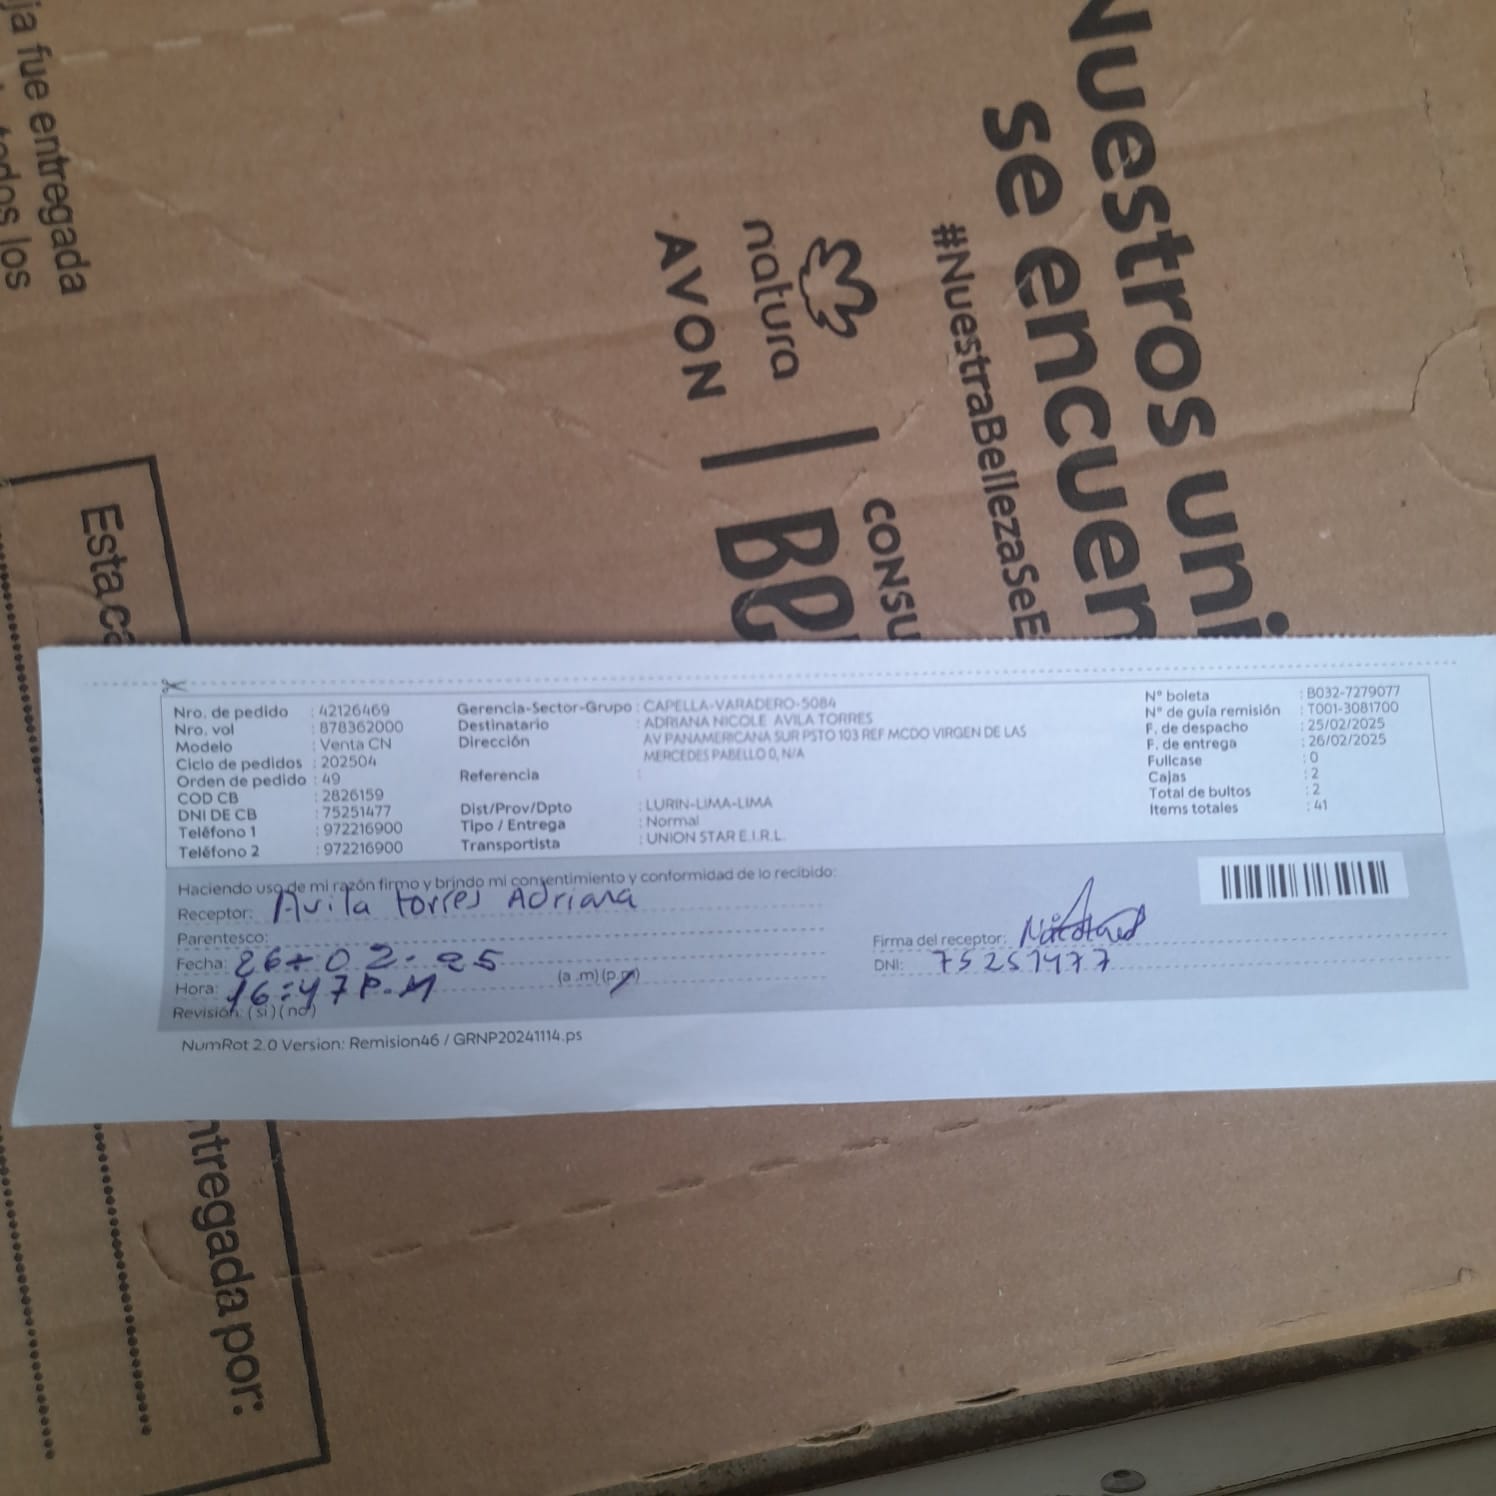 ja fue entregada
todos los
Nuestros uni
se encuen
#NuestraBellezaSeE
natura
AVON
CONSU
Be
Esta ca
Nro. de pedido : 42126469
Nro. vol : 878362000
Modelo : Venta CN
Ciclo de pedidos : 202504
Orden de pedido : 49
COD CB : 2826159
DNI DE CB : 75251477
Teléfono 1 : 972216900
Teléfono 2 : 972216900
Gerencia-Sector-Grupo : CAPELLA-VARADERO-5084
Destinatario : ADRIANA NICOLE AVILA TORRES
Dirección : AV PANAMERICANA SUR PSTO 103 REF MCDO VIRGEN DE LAS
MERCEDES PABELLO 0, N/A
Referencia :
Dist/Prov/Dpto : LURIN-LIMA-LIMA
Tipo / Entrega : Normal
Transportista : UNION STAR E.I.R.L.
N° boleta : B032-7279077
N° de guía remisión : T001-3081700
F. de despacho : 25/02/2025
F. de entrega : 26/02/2025
Fullcase : 0
Cajas : 2
Total de bultos : 2
Items totales : 41
Haciendo uso de mi razón firmo y brindo mi consentimiento y conformidad de lo recibido:
Receptor: Avila torres Adriana
Parentesco:
Fecha: 26 02 - 25
Hora: 16:47 P.M (a .m) (p.m)
Revisión: (si) (no)
Firma del receptor:
DNI: 75251477
NumRot 2.0 Version: Remision46 / GRNP20241114.ps
ntregada por: